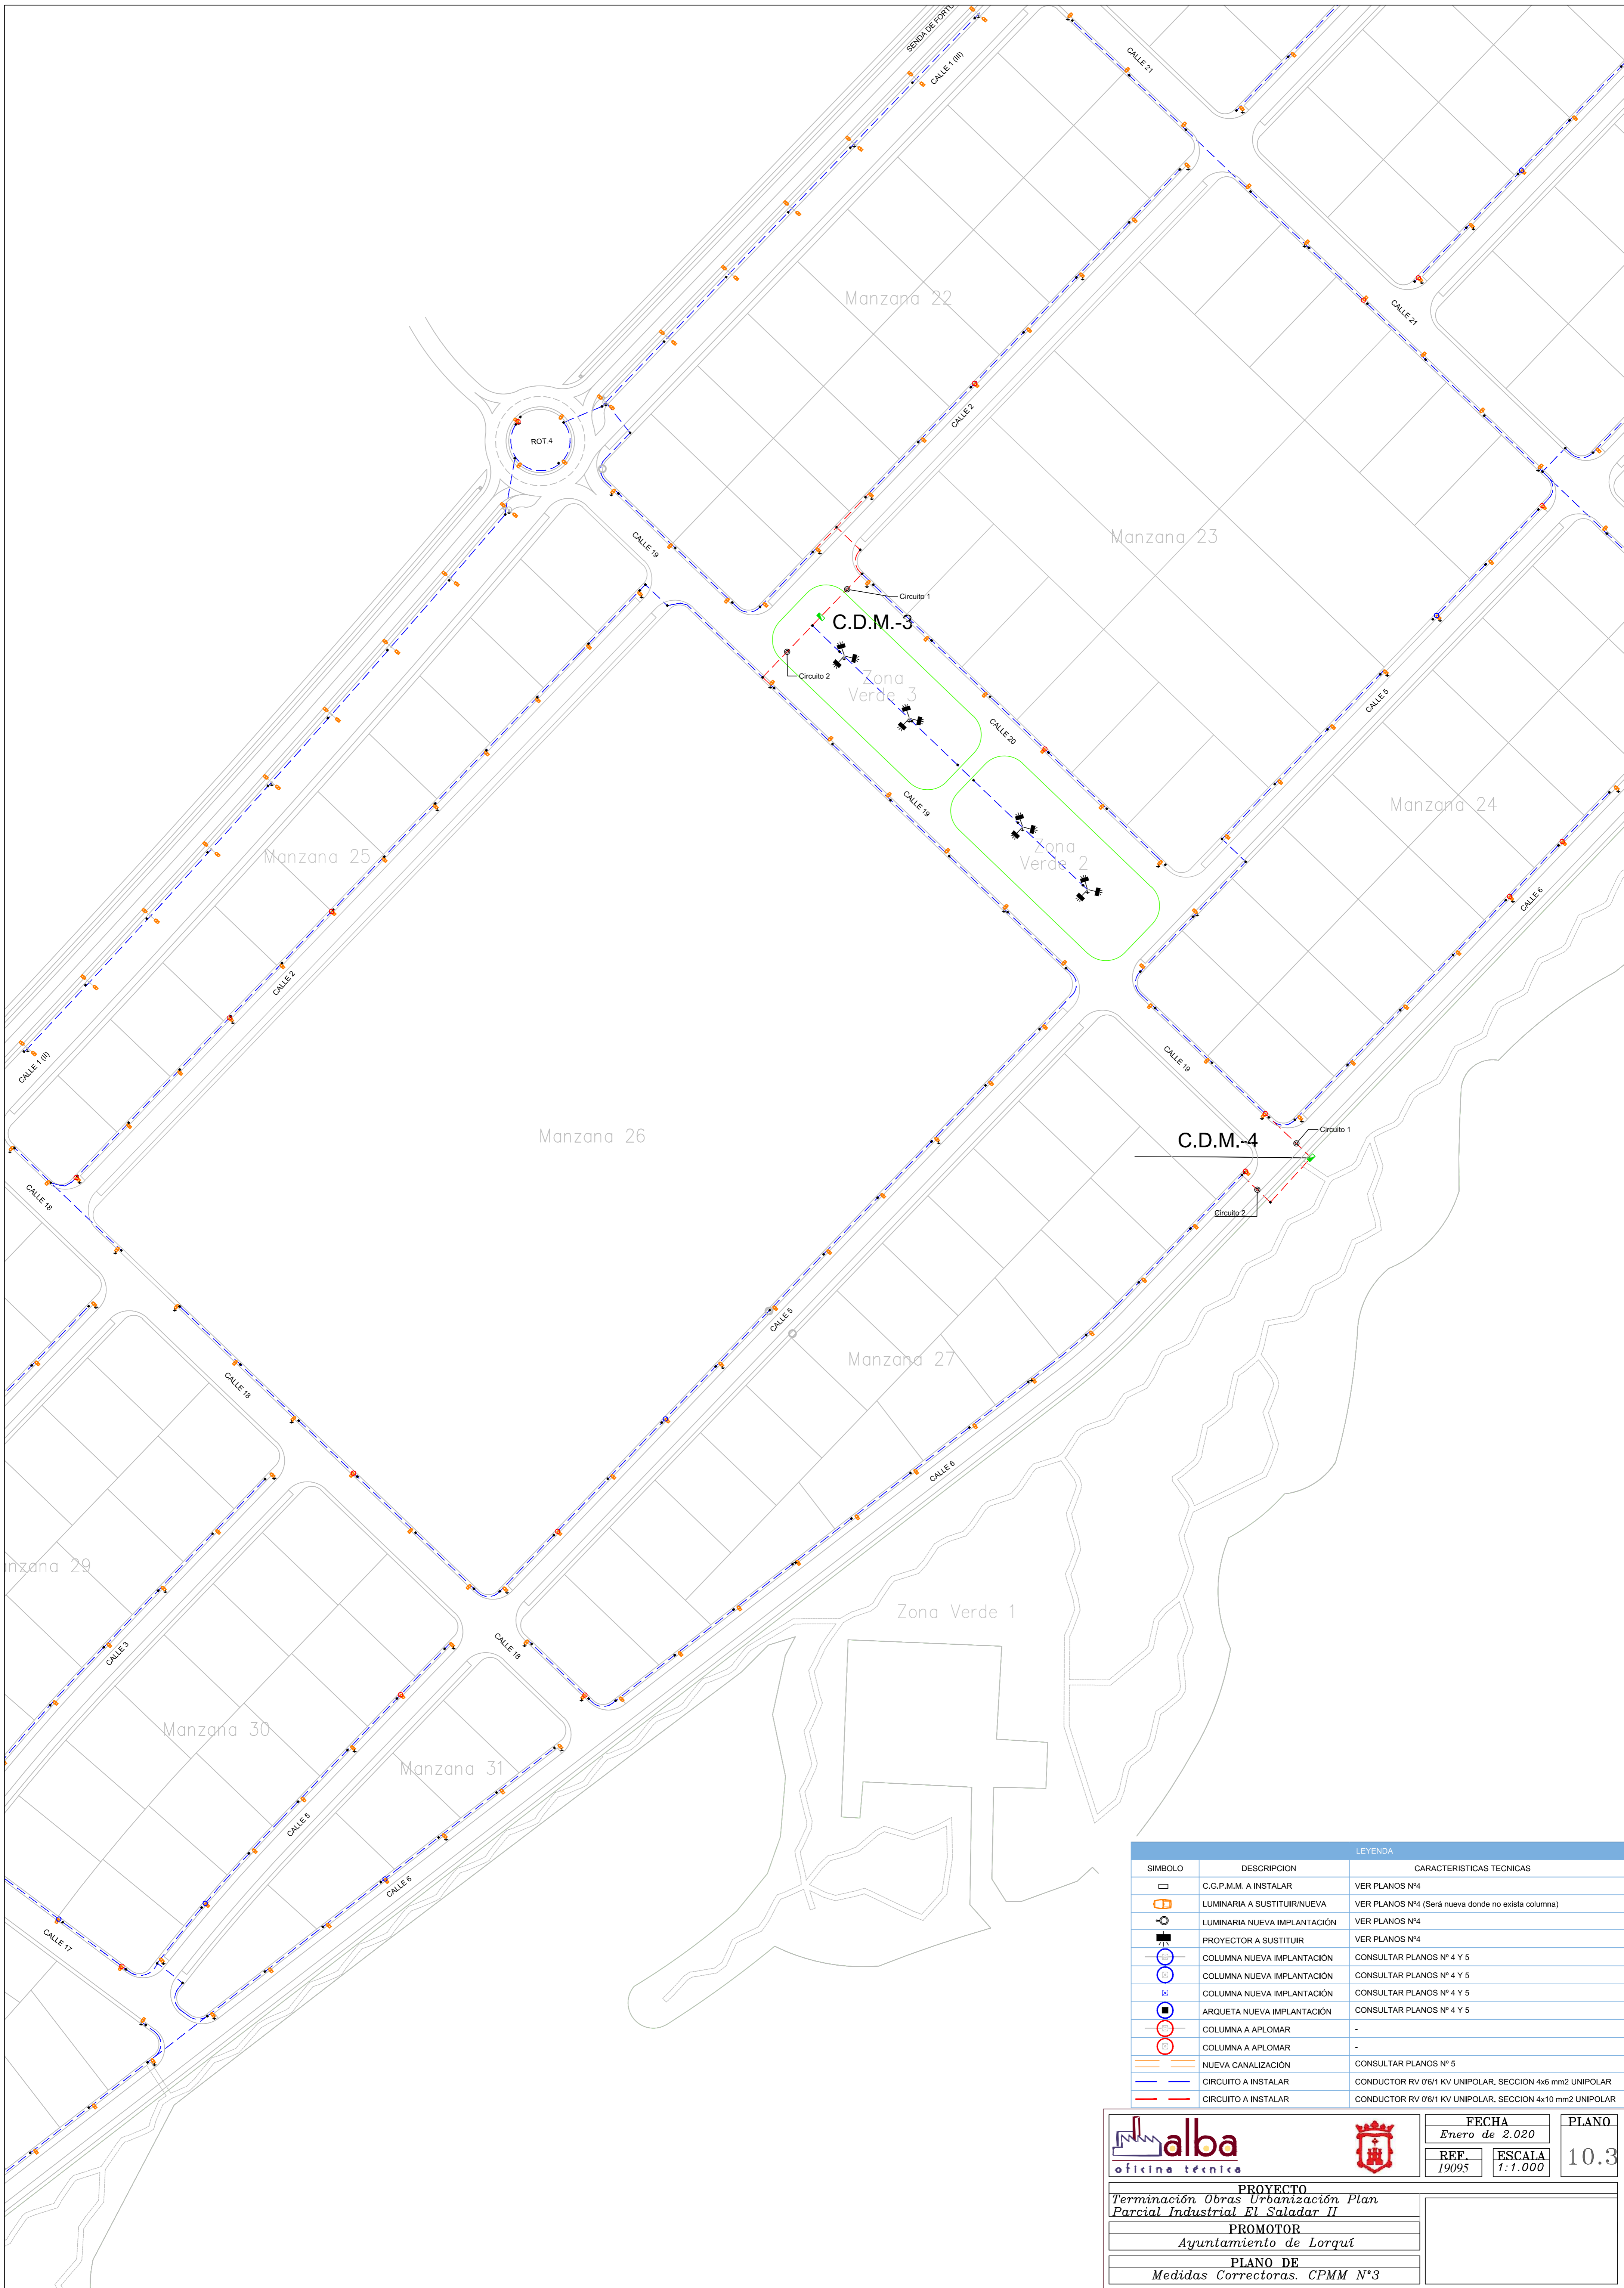 SENDA DE FORTU
CALLE 1 (III)
CALLE 21
Manzana 22
CALLE 21
CALLE 2
ROT.4
CALLE 19
Manzana 23
Circuito 1
C.D.M.-3
Circuito 2
Zona
Verde 3
CALLE 20
CALLE 5
CALLE 19
Manzana 24
Manzana 25
Zona
Verde 2
CALLE 6
CALLE 2
CALLE 1 (II)
CALLE 19
Manzana 26
C.D.M.-4
Circuito 1
Circuito 2
CALLE 18
CALLE 5
Manzana 27
CALLE 18
CALLE 6
nzana 29
Zona Verde 1
CALLE 3
CALLE 18
Manzana 30
Manzana 31
CALLE 5
CALLE 6
CALLE 17
LEYENDA
SIMBOLO DESCRIPCION CARACTERISTICAS TECNICAS
C.G.P.M.M. A INSTALAR VER PLANOS Nº4
LUMINARIA A SUSTITUIR/NUEVA VER PLANOS Nº4 (Será nueva donde no exista columna)
LUMINARIA NUEVA IMPLANTACIÓN VER PLANOS Nº4
PROYECTOR A SUSTITUIR VER PLANOS Nº4
COLUMNA NUEVA IMPLANTACIÓN CONSULTAR PLANOS Nº 4 Y 5
COLUMNA NUEVA IMPLANTACIÓN CONSULTAR PLANOS Nº 4 Y 5
COLUMNA NUEVA IMPLANTACIÓN CONSULTAR PLANOS Nº 4 Y 5
ARQUETA NUEVA IMPLANTACIÓN CONSULTAR PLANOS Nº 4 Y 5
COLUMNA A APLOMAR -
COLUMNA A APLOMAR -
NUEVA CANALIZACIÓN CONSULTAR PLANOS Nº 5
CIRCUITO A INSTALAR CONDUCTOR RV 0'6/1 KV UNIPOLAR, SECCION 4x6 mm2 UNIPOLAR
CIRCUITO A INSTALAR CONDUCTOR RV 0'6/1 KV UNIPOLAR, SECCION 4x10 mm2 UNIPOLAR
alba
oficina técnica
FECHA
Enero de 2.020
PLANO
10.3
REF.
19095
ESCALA
1:1.000
PROYECTO
Terminación Obras Urbanización Plan
Parcial Industrial El Saladar II
PROMOTOR
Ayuntamiento de Lorquí
PLANO DE
Medidas Correctoras. CPMM N°3